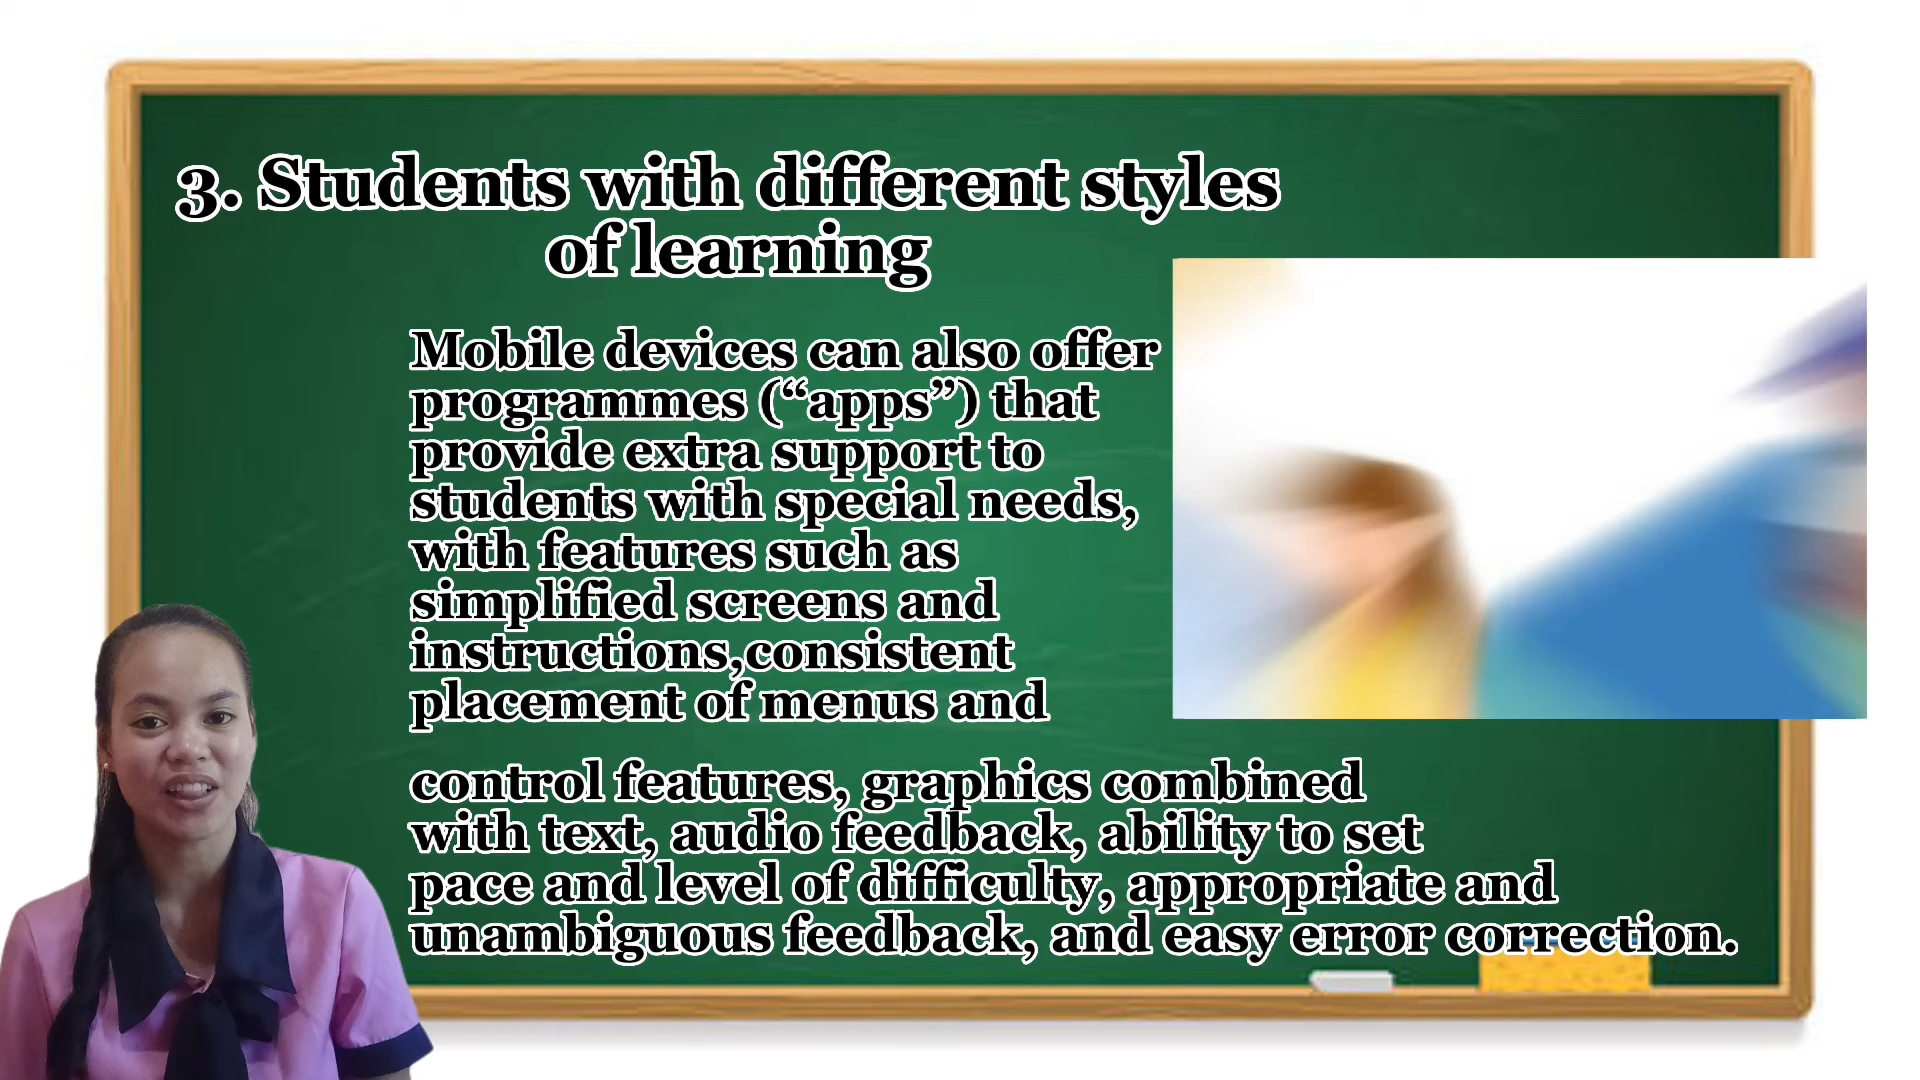 3. Students with different styles
of learning
Mobile devices can also offer
programmes (“apps”) that
provide extra support to
students with special needs,
with features such as
simplified screens and
instructions,consistent
placement of menus and
control features, graphics combined
with text, audio feedback, ability to set
pace and level of difficulty, appropriate and
unambiguous feedback, and easy error correction.